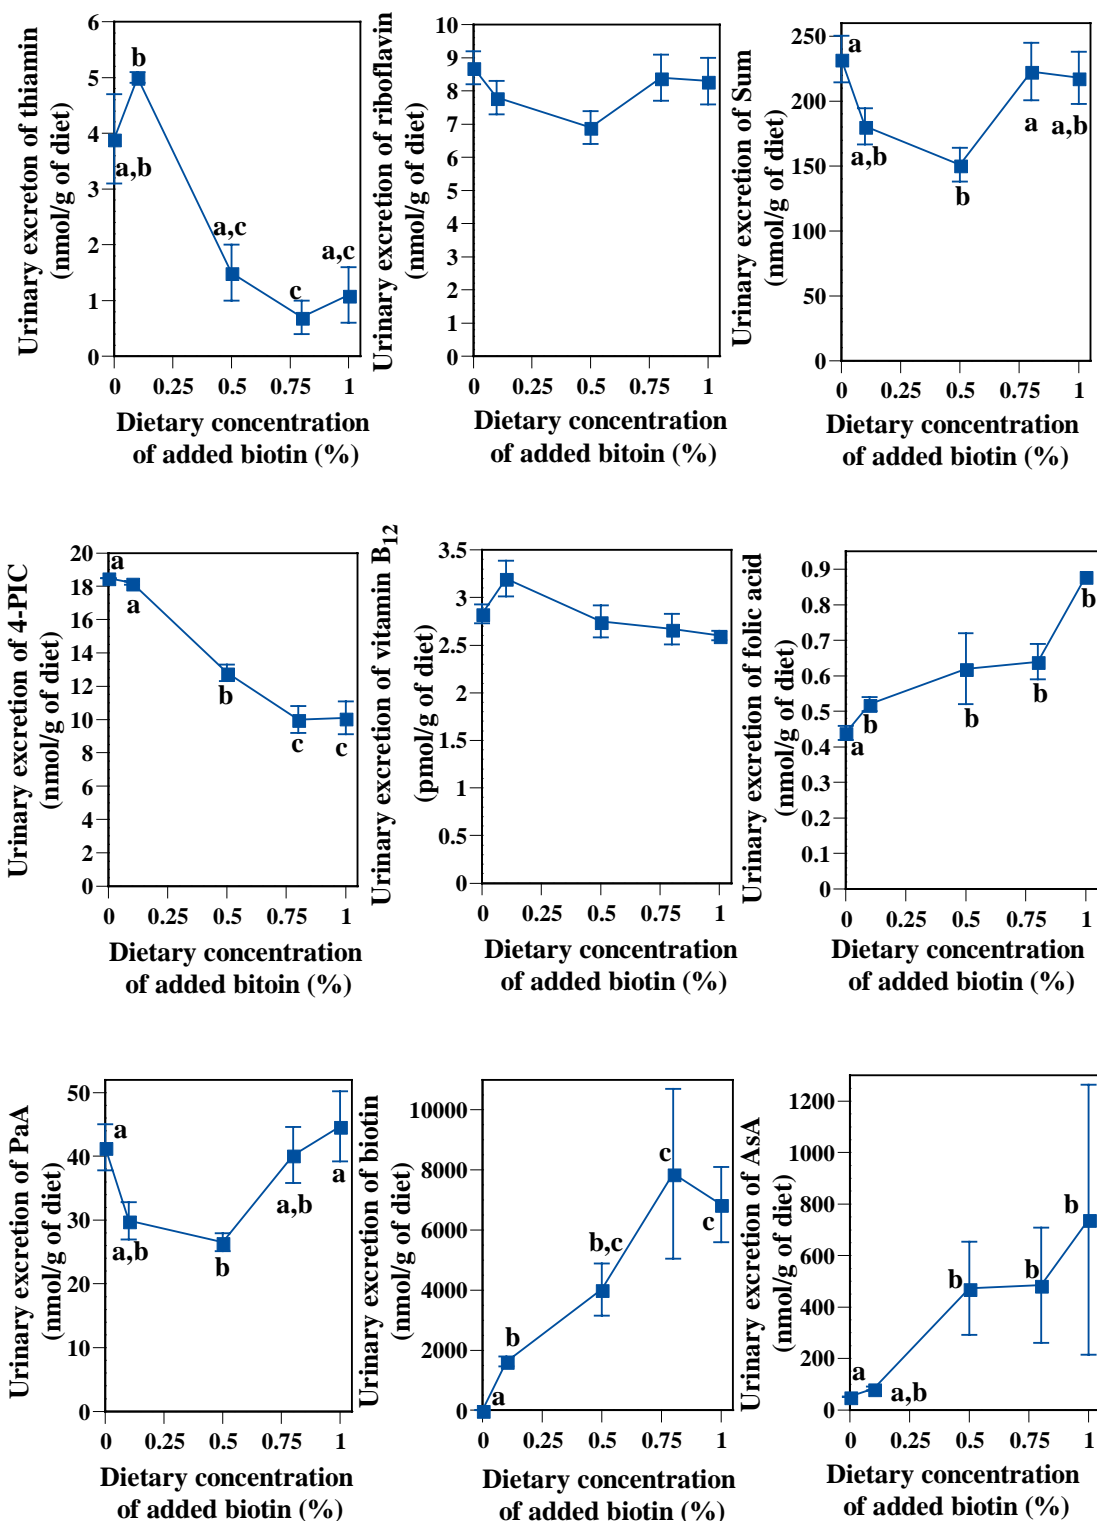 Urinary excreton of thiamin
(nmol/g of diet)
6
5
4
3
2
1
0
a,b
b
a,c
c
a,c
0 0.25 0.5 0.75 1
Dietary concentration
of added biotin (%)
Urinary excretion of riboflavin
(nmol/g of diet)
10
9
8
7
6
5
4
3
2
1
0
0 0.25 0.5 0.75 1
Dietary concentration
of added bitoin (%)
Urinary excretion of Sum
(nmol/g of diet)
250
200
150
100
50
0
a
a,b
b
a
a,b
0 0.25 0.5 0.75 1
Dietary concentration
of added biotin (%)
Urinary excretion of 4-PIC
(nmol/g of diet)
20
18
16
14
12
10
8
6
4
2
0
a
a
b
c
c
0 0.25 0.5 0.75 1
Dietary concentration
of added bitoin (%)
Urinary excretion of vitamin B12
(pmol/g of diet)
3.5
3
2.5
2
1.5
1
0.5
0
0 0.25 0.5 0.75 1
Dietary concentration
of added biotin (%)
Urinary excretion folic acid
(nmol/g of diet)
0.9
0.8
0.7
0.6
0.5
0.4
0.3
0.2
0.1
0
a
b
b
b
b
0 0.25 0.5 0.75 1
Dietary concentration
of added biotin (%)
Urinary excretion of PaA
(nmol/g of diet)
50
40
30
20
10
0
a
a,b
b
a,b
a
0 0.25 0.5 0.75 1
Dietary concentration
of added biotin (%)
Urinary excretion of biotin
(nmol/g of diet)
10000
8000
6000
4000
2000
0
a
b
b,c
c
c
0 0.25 0.5 0.75 1
Dietary concentration
of added biotin (%)
Urinary excretion of AsA
(nmol/g of diet)
1200
1000
800
600
400
200
0
a
a,b
b
b
b
0 0.25 0.5 0.75 1
Dietary concentration
of added biotin (%)